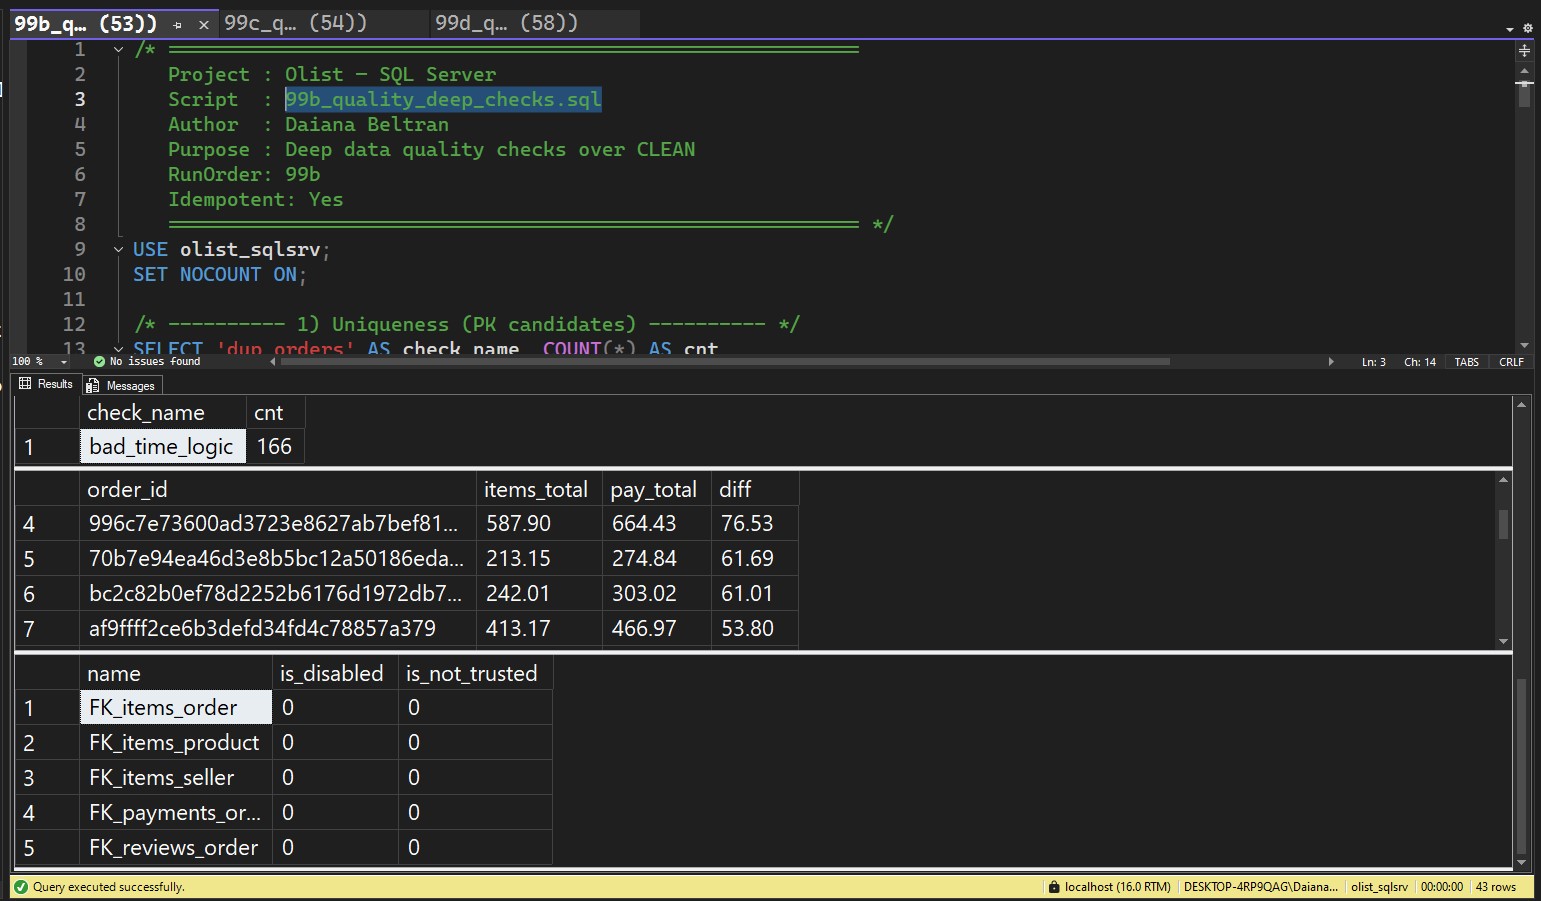 99b_q... (53)) 99c_q... (54)) 99d_q... (58))
1 /* ═══════════════════════════════════════════
2 Project : Olist – SQL Server
3 Script : 99b_quality_deep_checks.sql
4 Author : Daiana Beltran
5 Purpose : Deep data quality checks over CLEAN
6 RunOrder: 99b
7 Idempotent: Yes
8 ═══════════════════════════════════════════ */
9 USE olist_sqlsrv;
10 SET NOCOUNT ON;
11
12 /* ---------- 1) Uniqueness (PK candidates) ---------- */
13 SELECT 'dup_orders' AS check_name, COUNT(*) AS cnt
100 % No issues found Ln: 3 Ch: 14 TABS CRLF
Results Messages
check_name cnt
1 bad_time_logic 166
order_id items_total pay_total diff
4 996c7e73600ad3723e8627ab7bef81... 587.90 664.43 76.53
5 70b7e94ea46d3e8b5bc12a50186eda... 213.15 274.84 61.69
6 bc2c82b0ef78d2252b6176d1972db7... 242.01 303.02 61.01
7 af9ffff2ce6b3defd34fd4c78857a379 413.17 466.97 53.80
name is_disabled is_not_trusted
1 FK_items_order 0 0
2 FK_items_product 0 0
3 FK_items_seller 0 0
4 FK_payments_or... 0 0
5 FK_reviews_order 0 0
Query executed successfully. localhost (16.0 RTM) DESKTOP-4RP9QAG\Daiana... olist_sqlsrv 00:00:00 43 rows